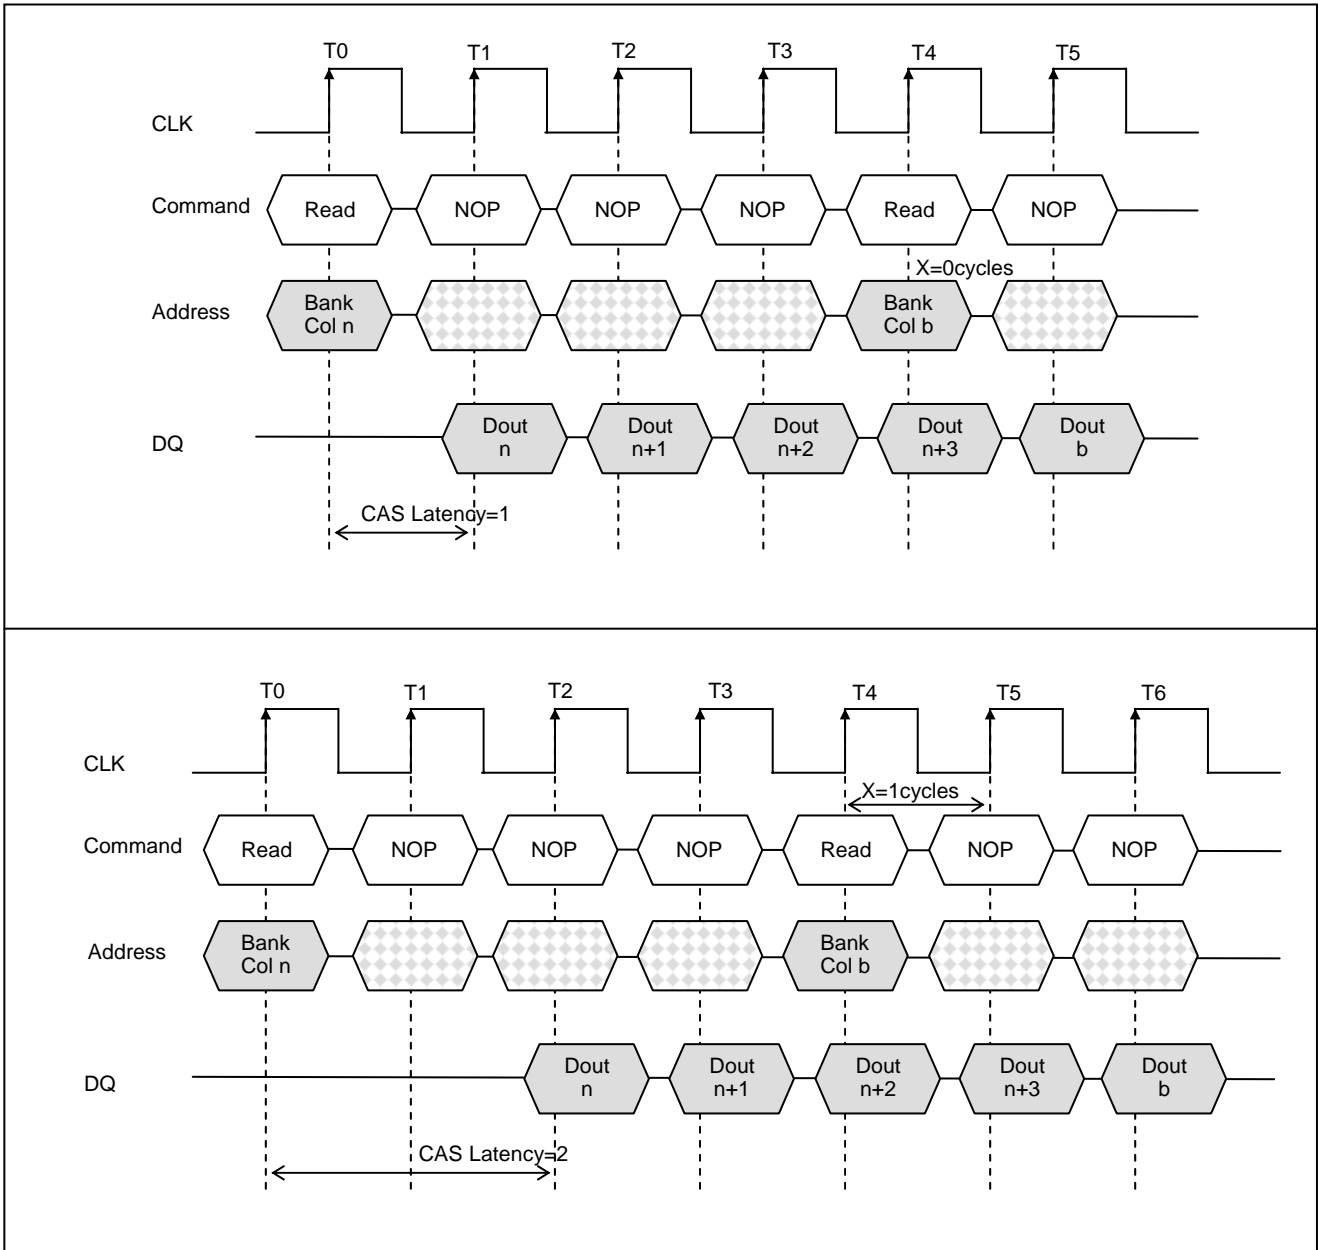 T0 T1 T2 T3 T4 T5
CLK
Command Read NOP NOP NOP Read NOP
X=0cycles
Address Bank Col n Bank Col b
DQ Dout n Dout n+1 Dout n+2 Dout n+3 Dout b
CAS Latency=1
T0 T1 T2 T3 T4 T5 T6
CLK
X=1cycles
Command Read NOP NOP NOP Read NOP NOP
Address Bank Col n Bank Col b
DQ Dout n Dout n+1 Dout n+2 Dout n+3 Dout b
CAS Latency=2